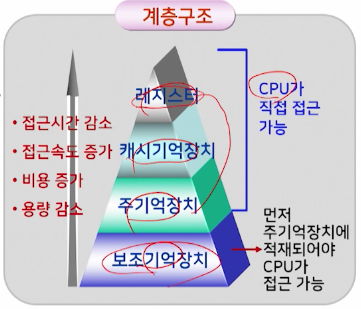 계층구조
• 접근시간 감소
• 접근속도 증가
• 비용 증가
• 용량 감소
레지스터
캐시기억장치
주기억장치
보조기억장치
CPU가
직접 접근
가능
먼저
주기억장치에
적재되어야
CPU가
접근 가능